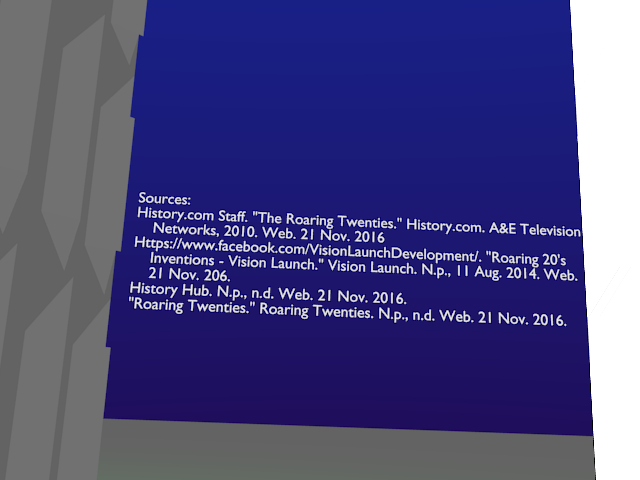 Sources:
History.com Staff. "The Roaring Twenties." History.com. A&E Television
Networks, 2010. Web. 21 Nov. 2016
Https://www.facebook.com/VisionLaunchDevelopment/. "Roaring 20's
Inventions - Vision Launch." Vision Launch. N.p., 11 Aug. 2014. Web.
21 Nov. 206.
History Hub. N.p., n.d. Web. 21 Nov. 2016.
"Roaring Twenties." Roaring Twenties. N.p., n.d. Web. 21 Nov. 2016.